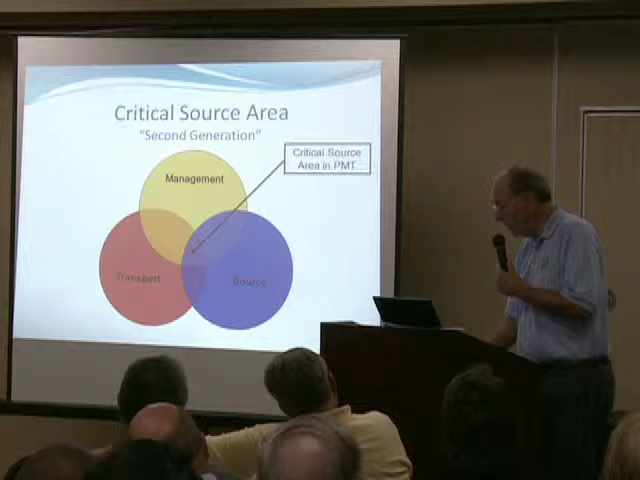 Critical Source Area
"Second Generation"
Critical Source
Area in PMT
Management
Transport
Source